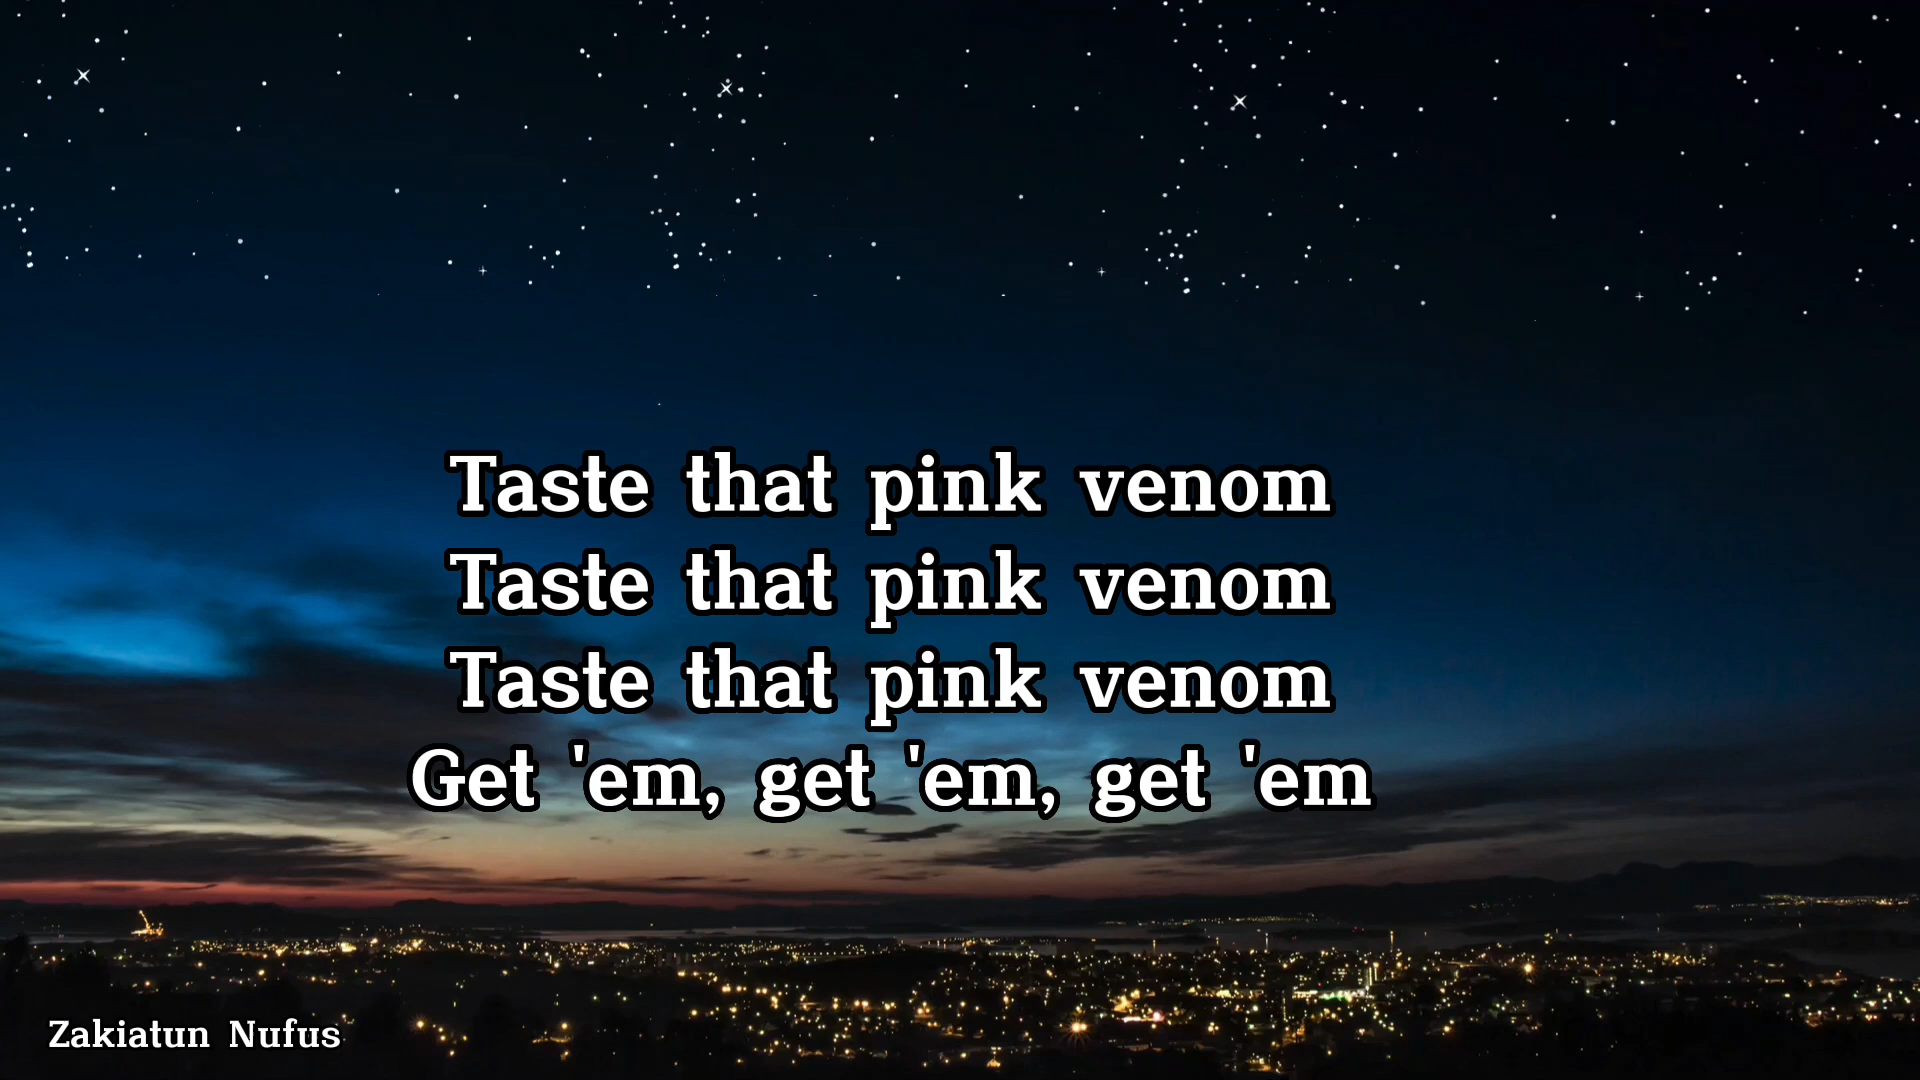 Taste that pink venom
Taste that pink venom
Taste that pink venom
Get 'em, get 'em, get 'em
Zakiatun Nufus